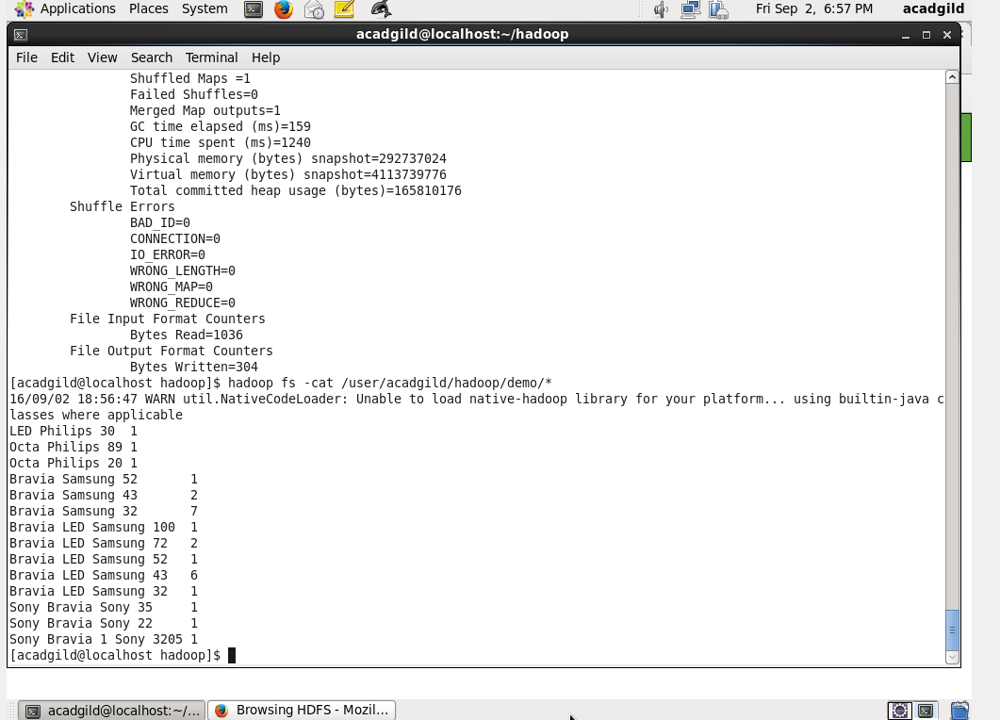 Applications Places System Fri Sep 2, 6:57 PM acadgild
acadgild@localhost:~/hadoop
File Edit View Search Terminal Help
Shuffled Maps =1
Failed Shuffles=0
Merged Map outputs=1
GC time elapsed (ms)=159
CPU time spent (ms)=1240
Physical memory (bytes) snapshot=292737024
Virtual memory (bytes) snapshot=4113739776
Total committed heap usage (bytes)=165810176
Shuffle Errors
BAD_ID=0
CONNECTION=0
IO_ERROR=0
WRONG_LENGTH=0
WRONG_MAP=0
WRONG_REDUCE=0
File Input Format Counters
Bytes Read=1036
File Output Format Counters
Bytes Written=304
[acadgild@localhost hadoop]$ hadoop fs -cat /user/acadgild/hadoop/demo/*
16/09/02 18:56:47 WARN util.NativeCodeLoader: Unable to load native-hadoop library for your platform... using builtin-java c
lasses where applicable
LED Philips 30 1
Octa Philips 89 1
Octa Philips 20 1
Bravia Samsung 52 1
Bravia Samsung 43 2
Bravia Samsung 32 7
Bravia LED Samsung 100 1
Bravia LED Samsung 72 2
Bravia LED Samsung 52 1
Bravia LED Samsung 43 6
Bravia LED Samsung 32 1
Sony Bravia Sony 35 1
Sony Bravia Sony 22 1
Sony Bravia 1 Sony 3205 1
[acadgild@localhost hadoop]$
acadgild@localhost:~/... Browsing HDFS - Mozil...